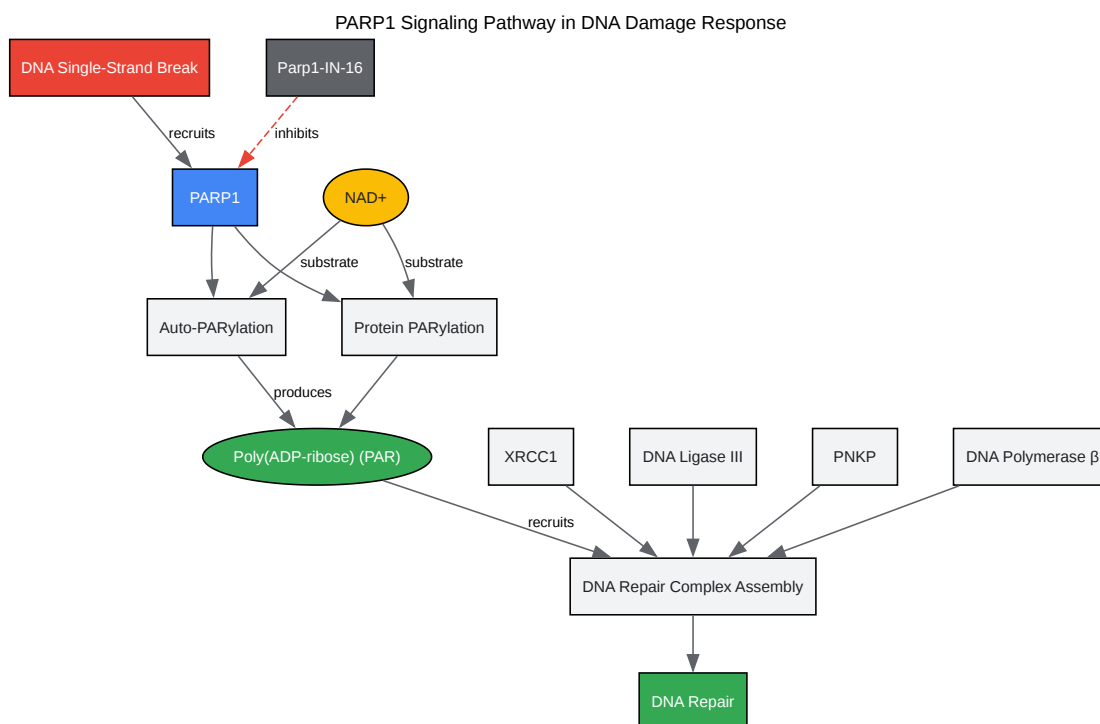 PARP1 Signaling Pathway in DNA Damage Response
DNA Single-Strand Break
Parp1-IN-16
recruits
inhibits
PARP1
NAD+
substrate
substrate
Auto-PARylation
Protein PARylation
produces
Poly(ADP-ribose) (PAR)
XRCC1
DNA Ligase III
PNKP
DNA Polymerase β
recruits
DNA Repair Complex Assembly
DNA Repair